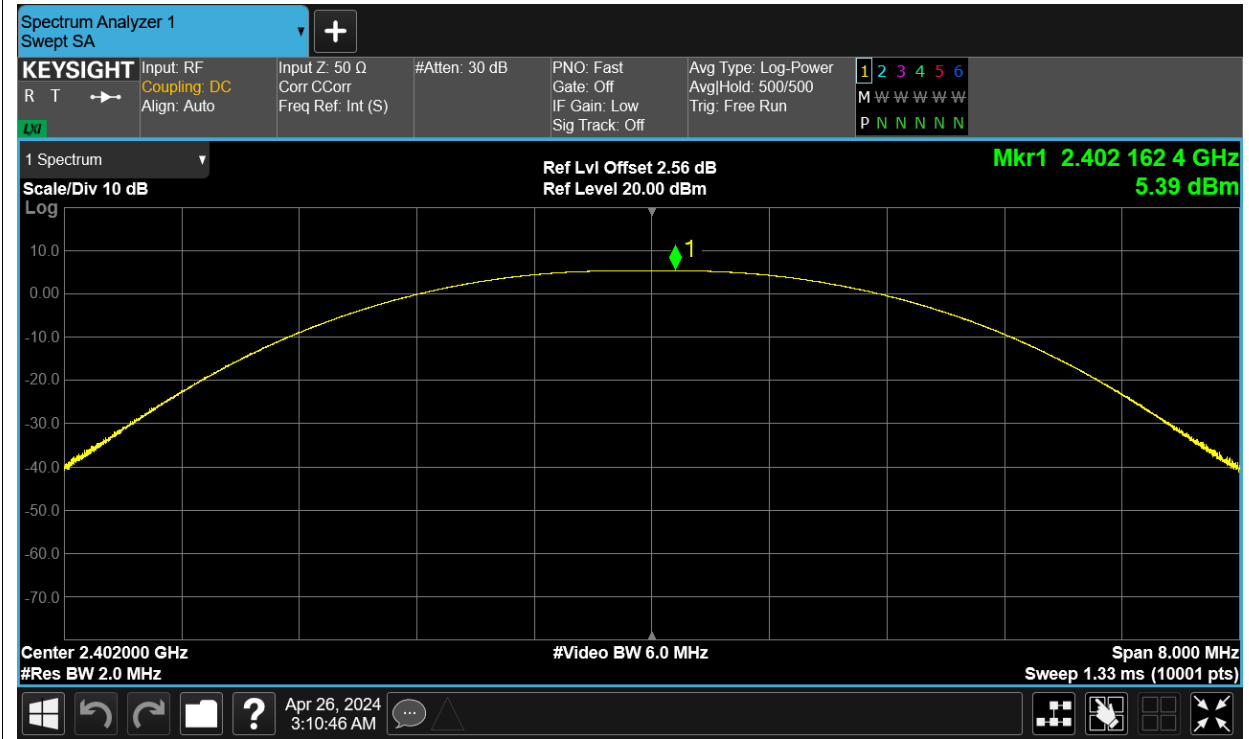 Spectrum Analyzer 1
Swept SA
KEYSIGHT
R T
LXI
Input: RF
Coupling: DC
Align: Auto
Input Z: 50 Ω
Corr CCorr
Freq Ref: Int (S)
#Atten: 30 dB
PNO: Fast
Gate: Off
IF Gain: Low
Sig Track: Off
Avg Type: Log-Power
Avg|Hold: 500/500
Trig: Free Run
1 2 3 4 5 6
M W W W W W
P N N N N N
1 Spectrum
Scale/Div 10 dB
Ref Lvl Offset 2.56 dB
Ref Level 20.00 dBm
Mkr1 2.402 162 4 GHz
5.39 dBm
Log
1
10.0
0.00
-10.0
-20.0
-30.0
-40.0
-50.0
-60.0
-70.0
Center 2.402000 GHz
#Video BW 6.0 MHz
Span 8.000 MHz
#Res BW 2.0 MHz
Sweep 1.33 ms (10001 pts)
?
Apr 26, 2024
3:10:46 AM